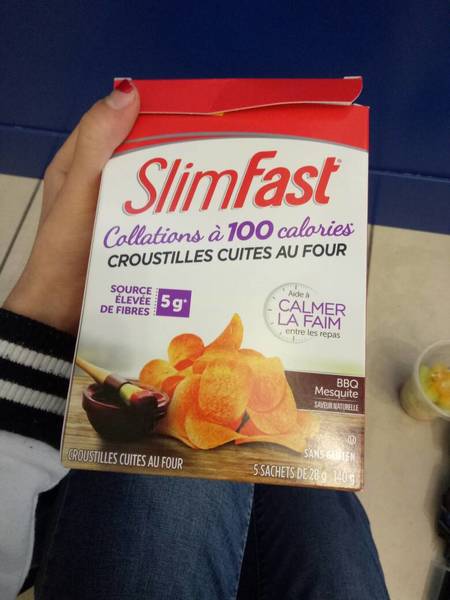 SlimFast
Collations à 100 calories*
CROUSTILLES CUITES AU FOUR
SOURCE
ÉLEVÉE
DE FIBRES
5g*
Aide à
CALMER
LA FAIM
entre les repas
BBQ
Mesquite
SAVEUR NATURELLE
SANS GLUTEN
CROUSTILLES CUITES AU FOUR
5 SACHETS DE 28 g 140 g